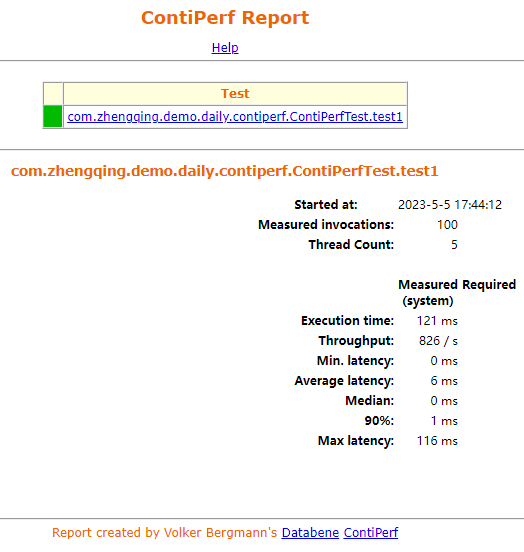 ContiPerf Report
Help
Test
com.zhengqing.demo.daily.contiperf.ContiPerfTest.test1
com.zhengqing.demo.daily.contiperf.ContiPerfTest.test1
Started at: 2023-5-5 17:44:12
Measured invocations: 100
Thread Count: 5
Measured Required
(system)
Execution time: 121 ms
Throughput: 826 / s
Min. latency: 0 ms
Average latency: 6 ms
Median: 0 ms
90%: 1 ms
Max latency: 116 ms
Report created by Volker Bergmann's Databene ContiPerf